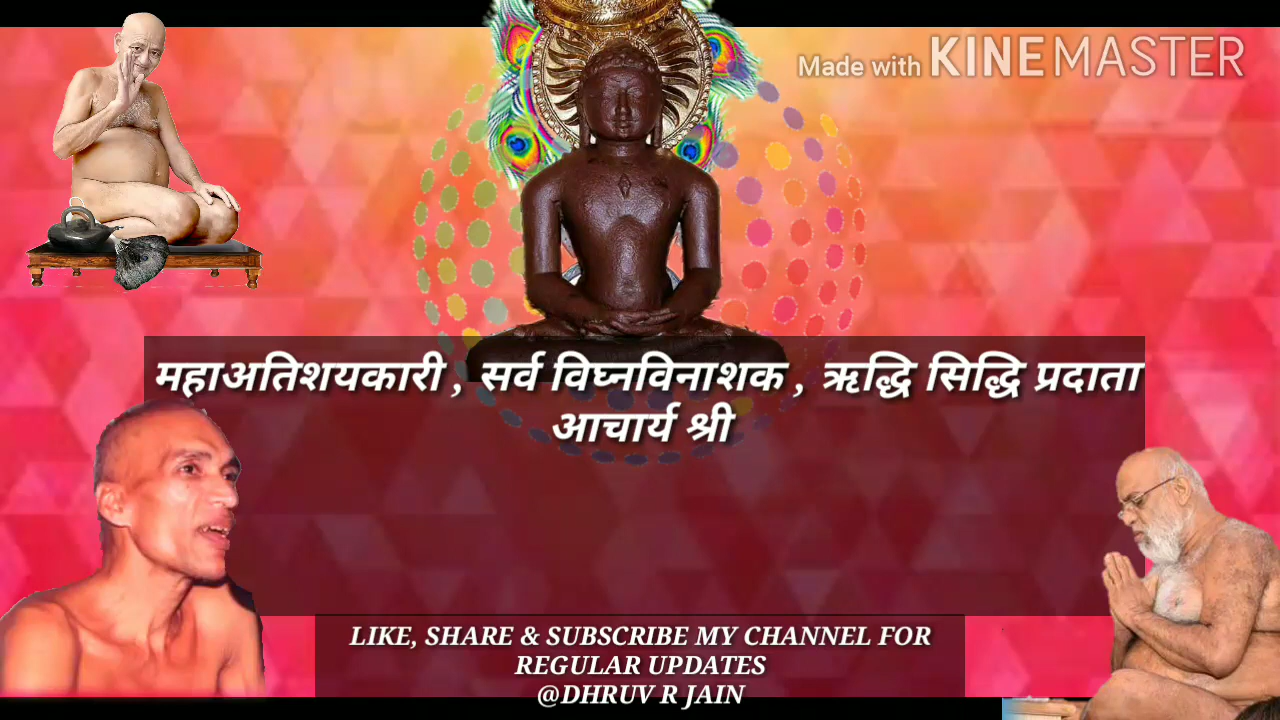 Made with KINEMASTER
महाअतिशयकारी , सर्व विघ्नविनाशक , ऋद्धि सिद्धि प्रदाता
आचार्य श्री
LIKE, SHARE & SUBSCRIBE MY CHANNEL FOR
REGULAR UPDATES
@DHRUV R JAIN